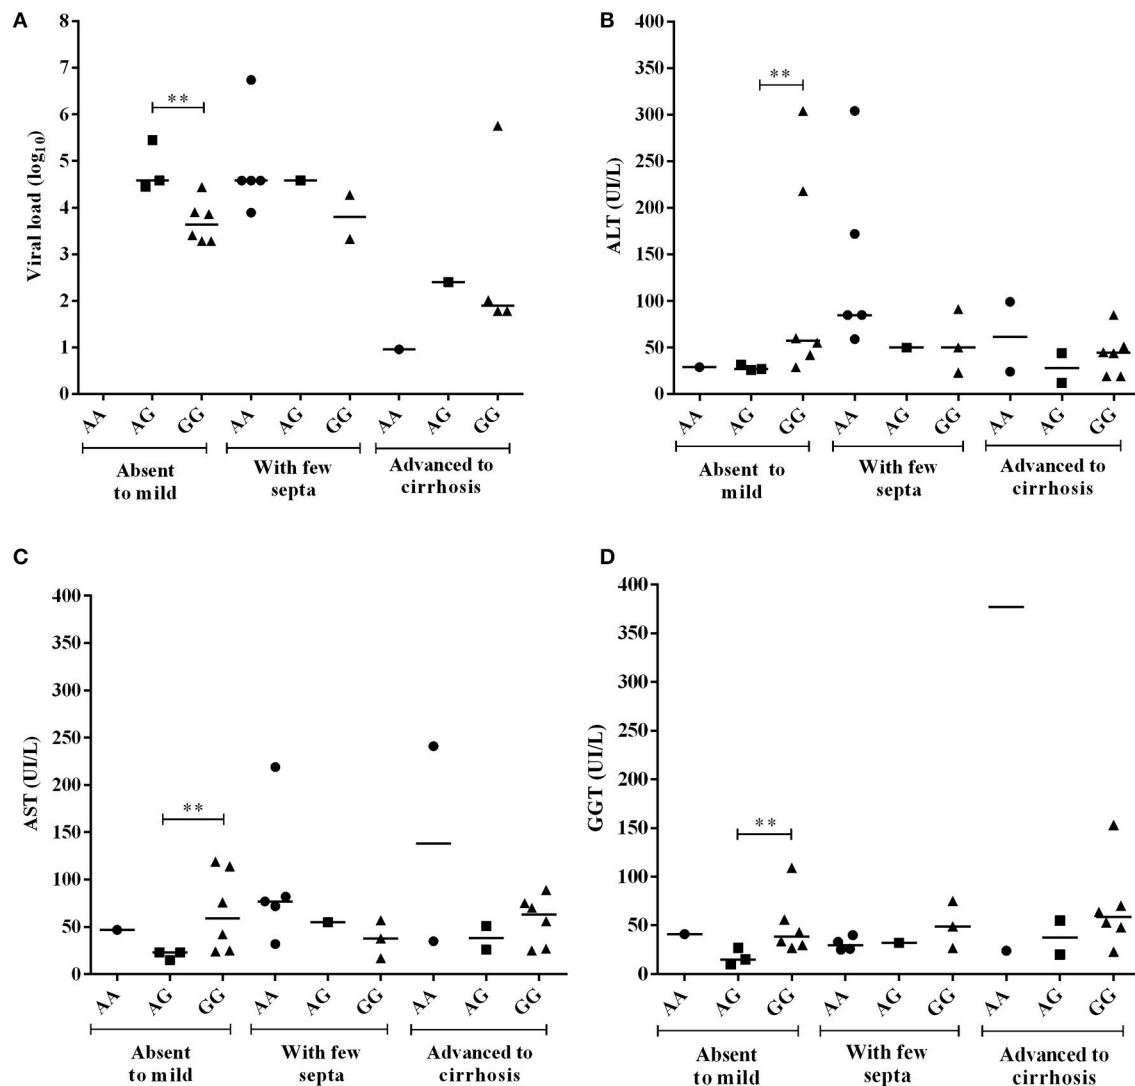 A
Viral load (log10)
8
7
6
5
4
3
2
1
0
**
AA AG GG AA AG GG AA AG GG
Absent to mild
With few septa
Advanced to cirrhosis
B
ALT (UI/L)
400
350
300
250
200
150
100
50
0
**
AA AG GG AA AG GG AA AG GG
Absent to mild
With few septa
Advanced to cirrhosis
C
AST (UI/L)
400
350
300
250
200
150
100
50
0
**
AA AG GG AA AG GG AA AG GG
Absent to mild
With few septa
Advanced to cirrhosis
D
GGT (UI/L)
400
350
300
250
200
150
100
50
0
**
AA AG GG AA AG GG AA AG GG
Absent to mild
With few septa
Advanced to cirrhosis